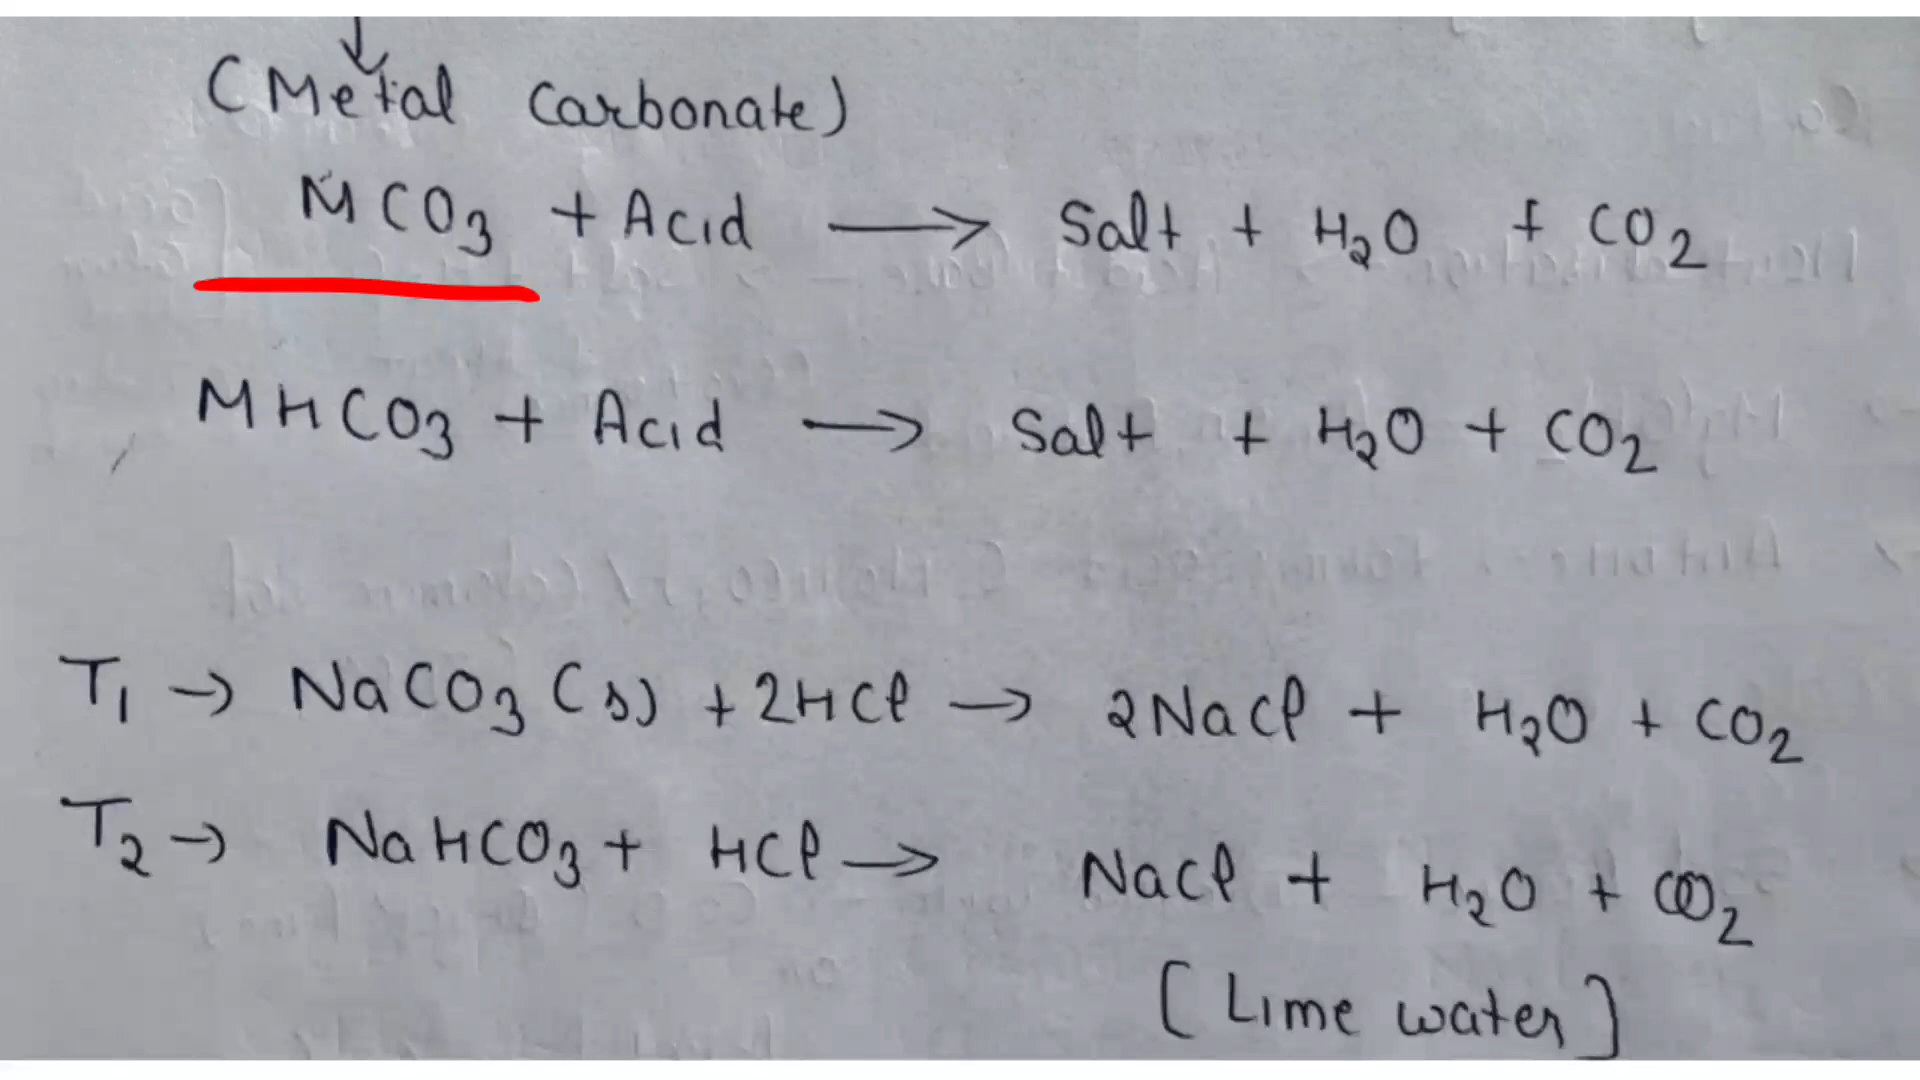 (Metal Carbonate)
MCO₃ + Acid ⟶ Salt + H₂O + CO₂
MHCO₃ + Acid ⟶ Salt + H₂O + CO₂
T₁ → NaCO₃ (s) + 2HCl → 2NaCl + H₂O + CO₂
T₂ → NaHCO₃ + HCl → NaCl + H₂O + CO₂
[Lime water]